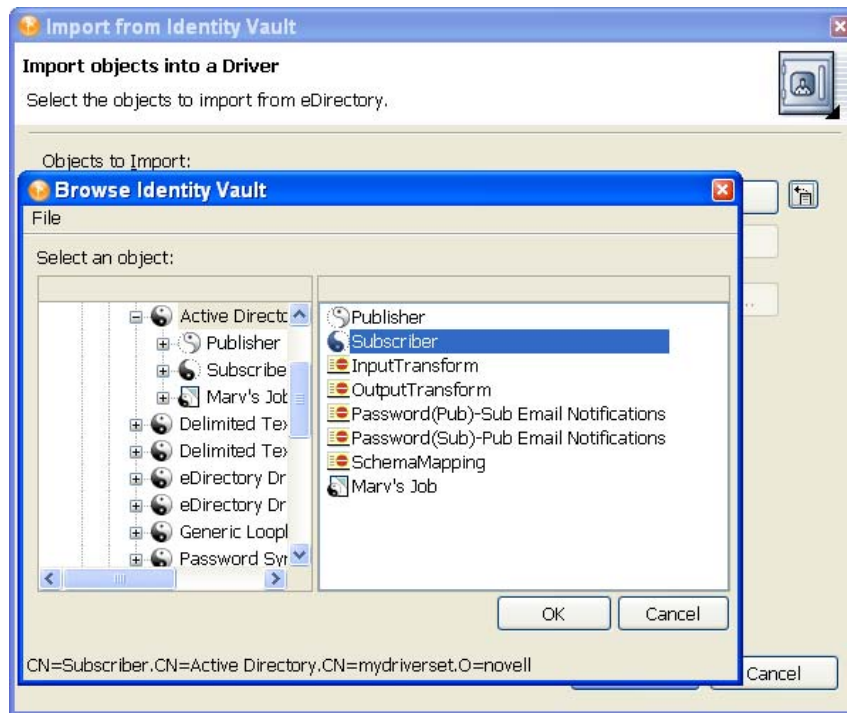 Import from Identity Vault
Import objects into a Driver
Select the objects to import from eDirectory.
Objects to Import:
Browse Identity Vault
File
Select an object:
Active Directc
Publisher
Subscribe
Marv's Job
Delimited Tex
Delimited Tex
eDirectory Dr
eDirectory Dr
Generic Loopl
Password Syr
Publisher
Subscriber
InputTransform
OutputTransform
Password(Pub)-Sub Email Notifications
Password(Sub)-Pub Email Notifications
SchemaMapping
Marv's Job
..
OK Cancel
CN=Subscriber.CN=Active Directory.CN=mydriverset.O=novell
Cancel